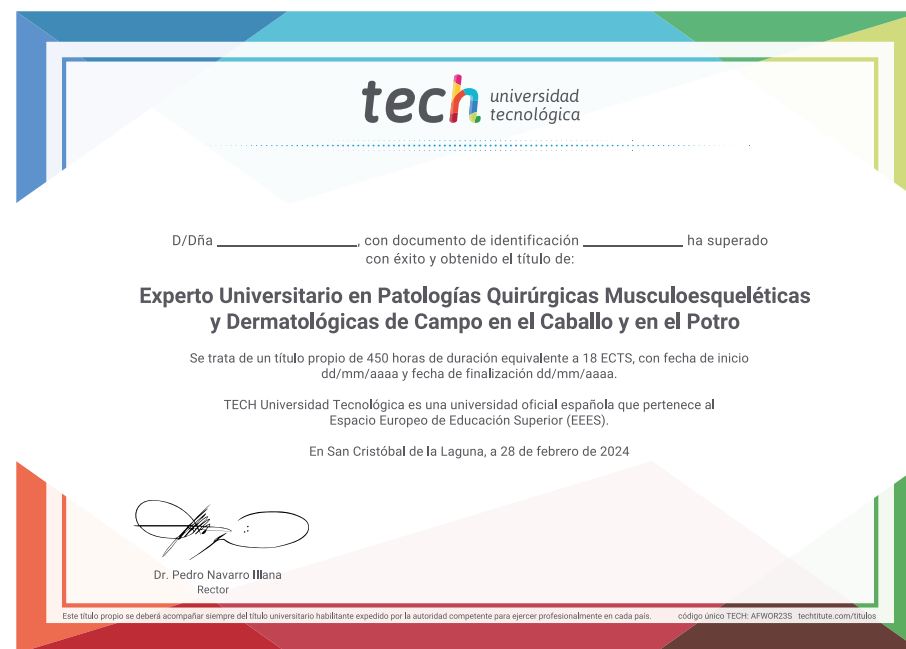 tech universidad
tecnológica
D/Dña ____________________, con documento de identificación ______________ ha superado
con éxito y obtenido el título de:
Experto Universitario en Patologías Quirúrgicas Musculoesqueléticas
y Dermatológicas de Campo en el Caballo y en el Potro
Se trata de un título propio de 450 horas de duración equivalente a 18 ECTS, con fecha de inicio
dd/mm/aaaa y fecha de finalización dd/mm/aaaa.
TECH Universidad Tecnológica es una universidad oficial española que pertenece al
Espacio Europeo de Educación Superior (EEES).
En San Cristóbal de la Laguna, a 28 de febrero de 2024
Dr. Pedro Navarro Illana
Rector
Este título propio se deberá acompañar siempre del título universitario habilitante expedido por la autoridad competente para ejercer profesionalmente en cada país. código único TECH: AFWOR23S techtitute.com/titulos